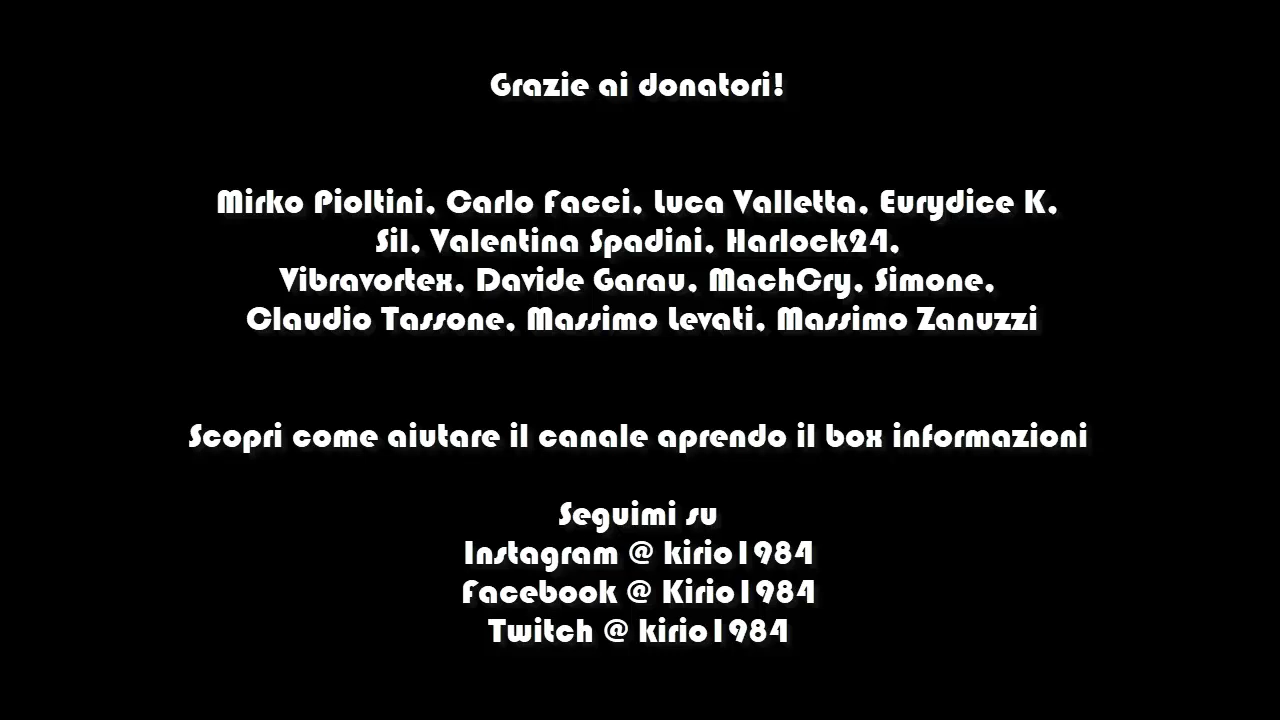 Grazie ai donatori!
Mirko Pioltini, Carlo Facci, Luca Valletta, Eurydice K,
Sil, Valentina Spadini, Harlock24,
Vibravortex, Davide Garau, MachCry, Simone,
Claudio Tassone, Massimo Levati, Massimo Zanuzzi
Scopri come aiutare il canale aprendo il box informazioni
Seguimi su
Instagram @ kirio1984
Facebook @ Kirio1984
Twitch @ kirio1984